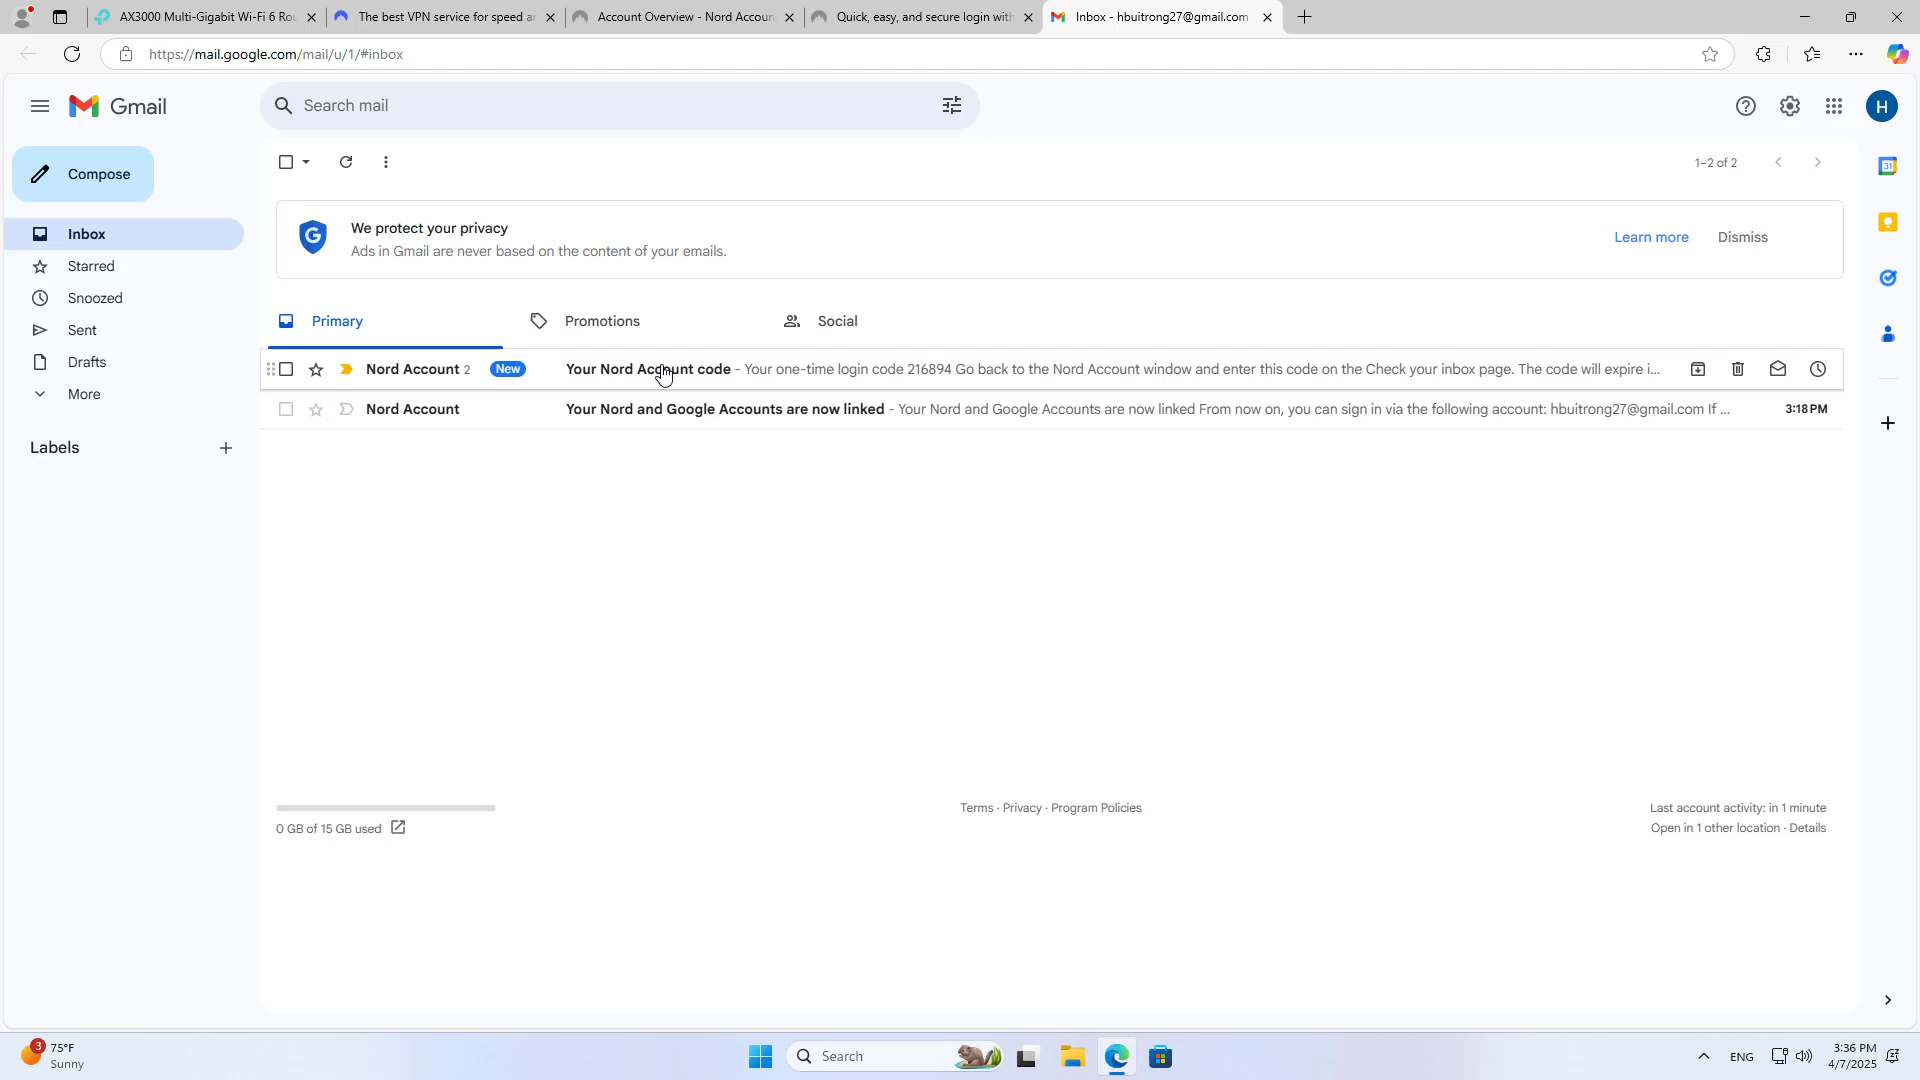 AX3000 Multi-Gigabit Wi-Fi 6 Rou
The best VPN service for speed an
Account Overview - Nord Account
Quick, easy, and secure login with
Inbox - hbuitrong27@gmail.com
https://mail.google.com/mail/u/1/#inbox
Gmail
Search mail
H
Compose
1–2 of 2
31
We protect your privacy
Ads in Gmail are never based on the content of your emails.
Learn more
Dismiss
Inbox
Starred
Snoozed
Sent
Drafts
More
Labels
Primary
Promotions
Social
Nord Account 2 New Your Nord Account code - Your one-time login code 216894 Go back to the Nord Account window and enter this code on the Check your inbox page. The code will expire i...
Nord Account Your Nord and Google Accounts are now linked - Your Nord and Google Accounts are now linked From now on, you can sign in via the following account: hbuitrong27@gmail.com If ... 3:18 PM
0 GB of 15 GB used
Terms · Privacy · Program Policies
Last account activity: in 1 minute
Open in 1 other location · Details
3
75°F
Sunny
Search
ENG
3:36 PM
4/7/2025